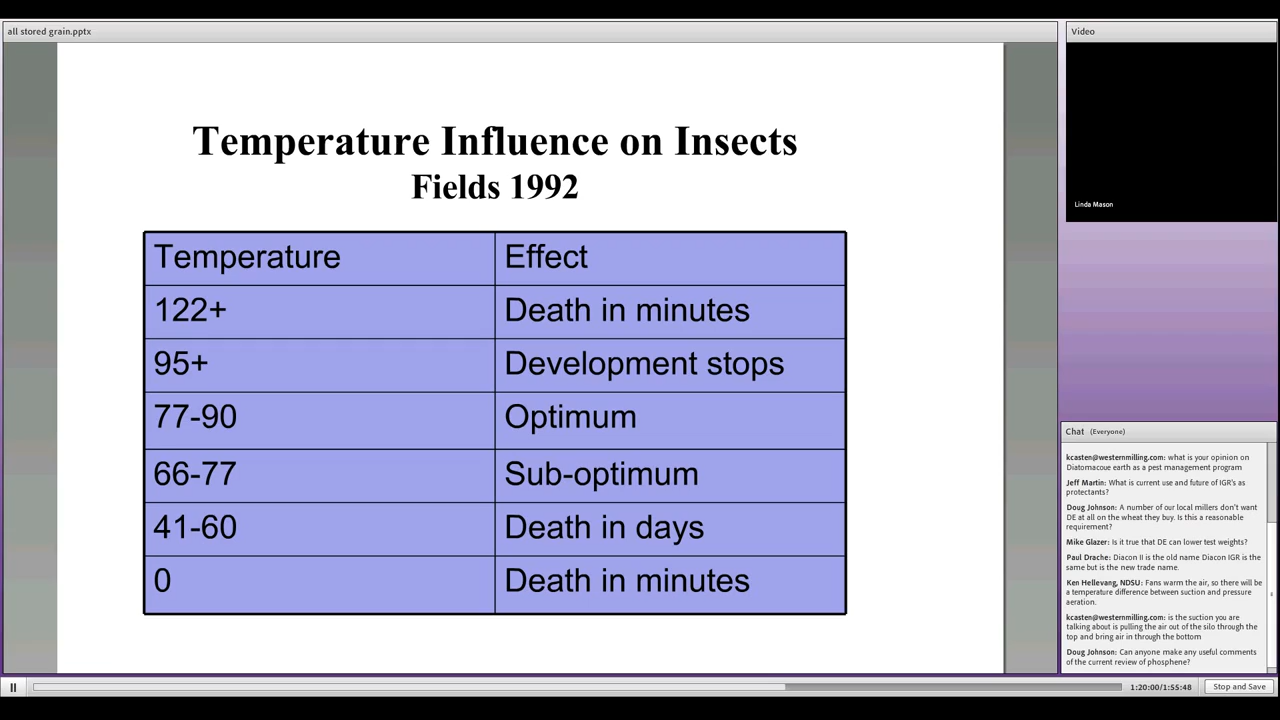 all stored grain.pptx
Temperature Influence on Insects
Fields 1992
Temperature Effect
122+ Death in minutes
95+ Development stops
77-90 Optimum
66-77 Sub-optimum
41-60 Death in days
0 Death in minutes
Video
Linda Mason
Chat (Everyone)
kcasten@westernmilling.com: what is your opinion on
Diatomacoue earth as a pest management program
Jeff Martin: What is current use and future of IGR's as
protectants?
Doug Johnson: A number of our local millers don't want
DE at all on the wheat they buy. Is this a reasonable
requirement?
Mike Glazer: Is it true that DE can lower test weights?
Paul Drache: Diacon II is the old name Diacon IGR is the
same but is the new trade name.
Ken Hellevang, NDSU: Fans warm the air, so there will be
a temperature difference between suction and pressure
aeration.
kcasten@westernmilling.com: is the suction you are
talking about is pulling the air out of the silo through the
top and bring air in through the bottom
Doug Johnson: Can anyone make any useful comments
of the current review of phosphene?
1:20:00/1:55:48
Stop and Save